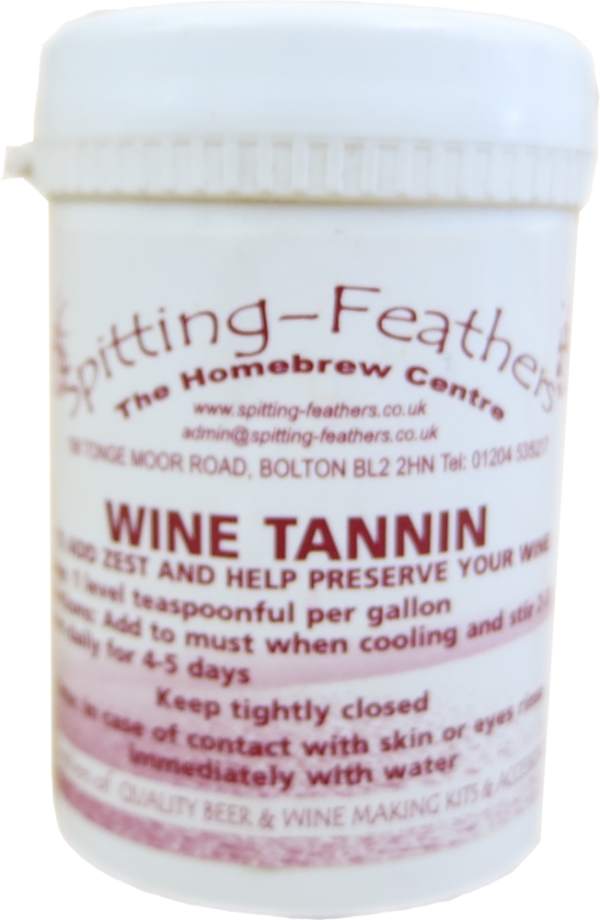 Spitting-Feathers
The Homebrew Centre
www.spitting-feathers.co.uk
admin@spitting-feathers.co.uk
TONGE MOOR ROAD, BOLTON BL2 2HN Tel: 01204
WINE TANNIN
ADD ZEST AND HELP PRESERVE YOUR WINE
1 level teaspoonful per gallon
Add to must when cooling and stir
daily for 4-5 days
Keep tightly closed
in case of contact with skin or eyes
immediately with water
of QUALITY BEER & WINE MAKING KITS &